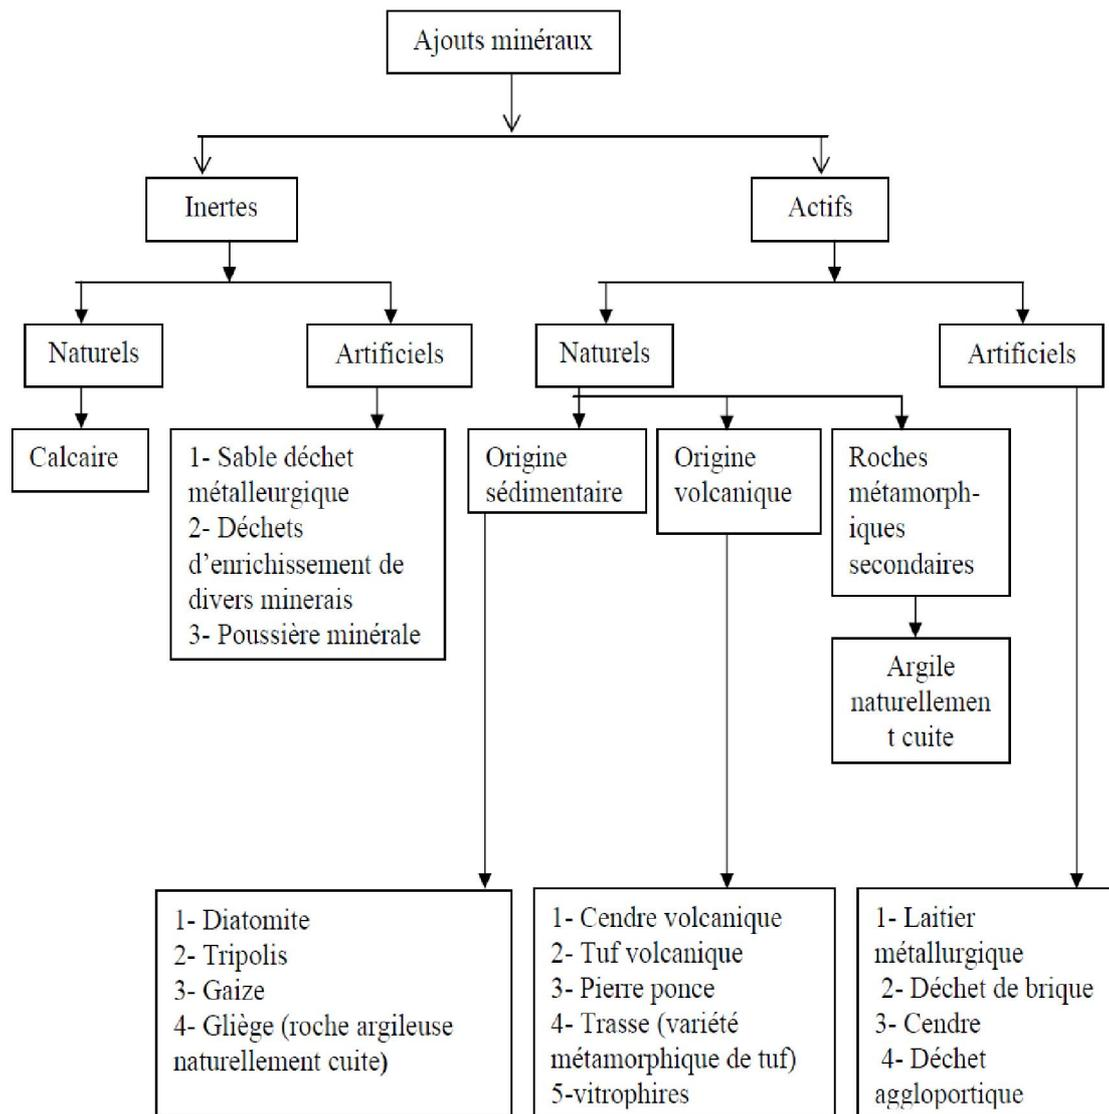 Ajouts minéraux
Inertes
Actifs
Naturels
Artificiels
Naturels
Artificiels
Calcaire
1- Sable déchet
métalleurgique
2- Déchets
d’enrichissement de
divers minerais
3- Poussière minérale
Origine
sédimentaire
Origine
volcanique
Roches
métamorph-
iques
secondaires
Argile
naturellemen
t cuite
1- Diatomite
2- Tripolis
3- Gaize
4- Gliège (roche argileuse
naturellement cuite)
1- Cendre volcanique
2- Tuf volcanique
3- Pierre ponce
4- Trasse (variété
métamorphique de tuf)
5-vitrophires
1- Laitier
métallurgique
2- Déchet de brique
3- Cendre
4- Déchet
aggloportique